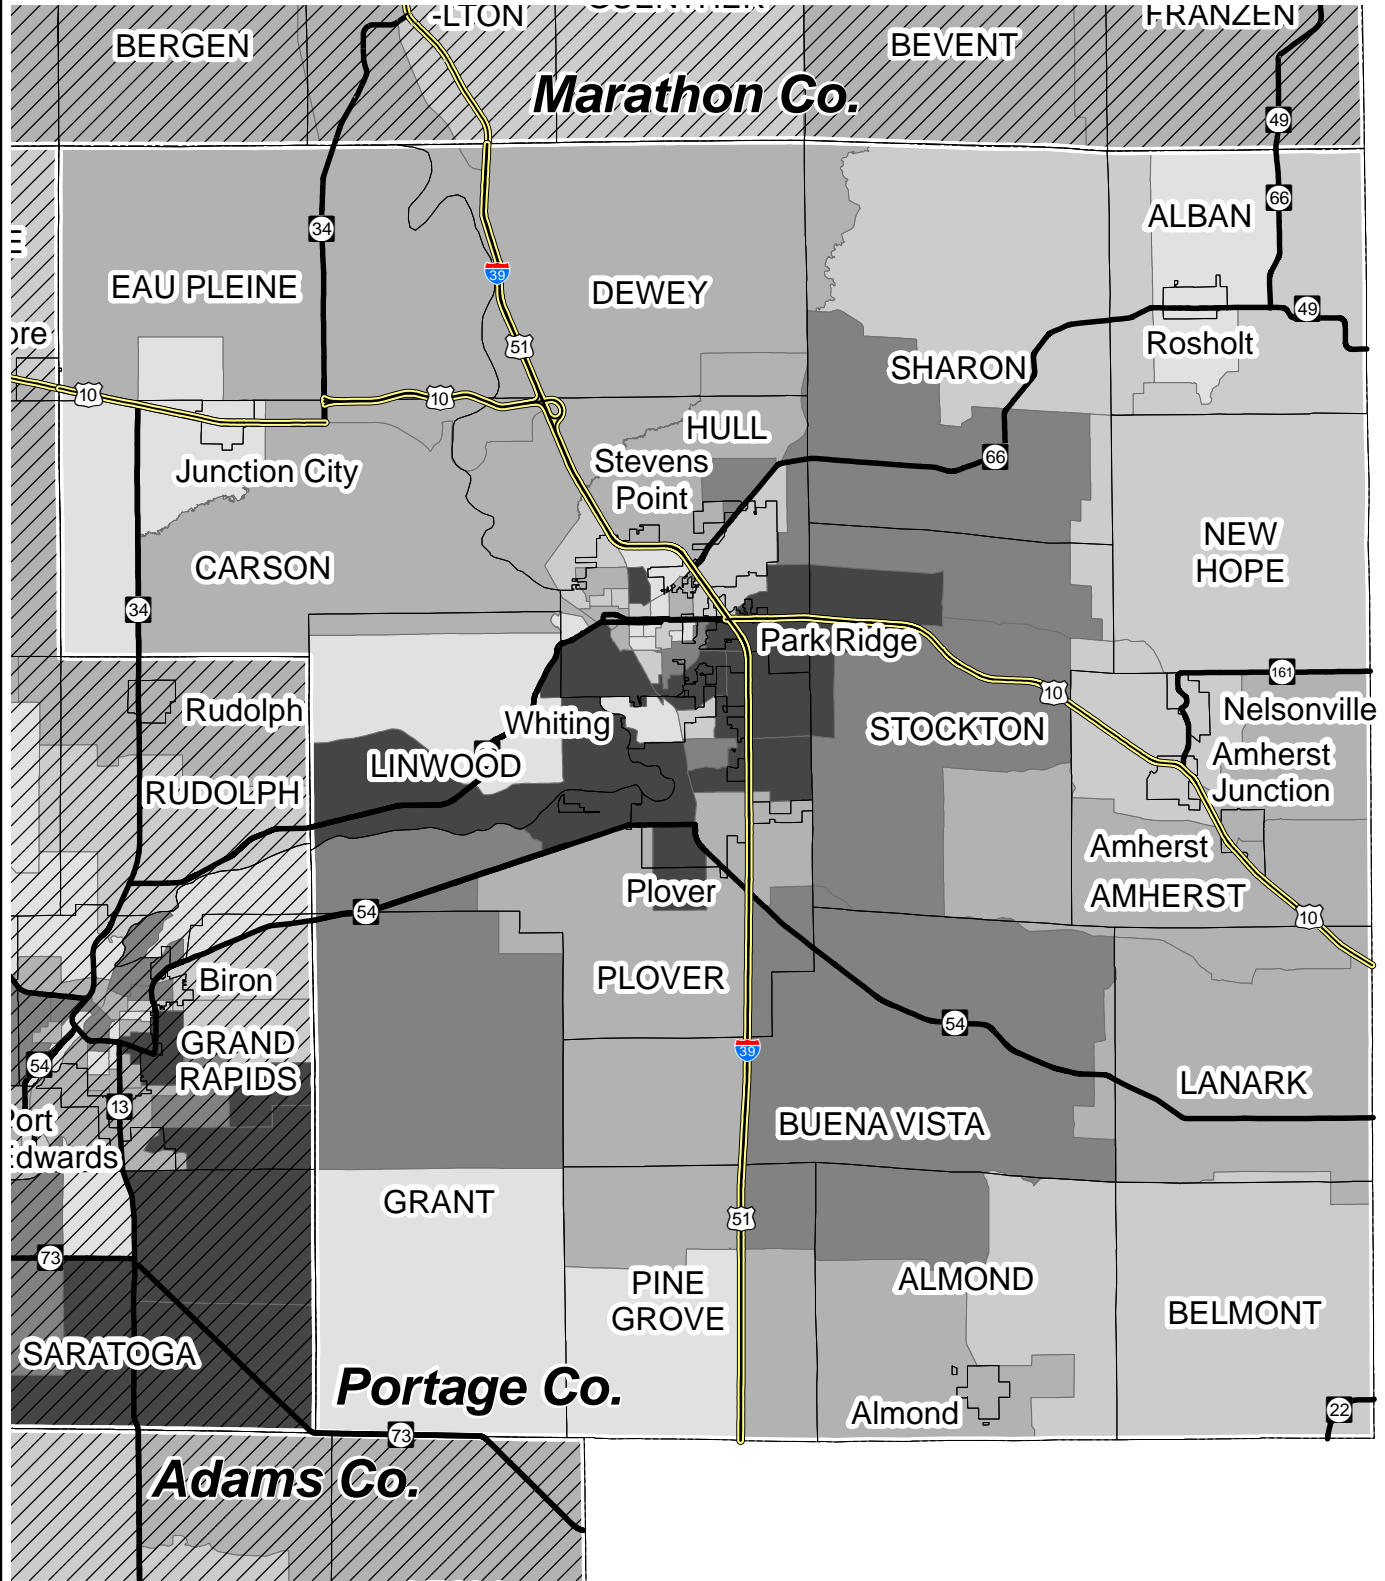 -LTON
FRANZEN
BERGEN
BEVENT
Marathon Co.
49
66
ALBAN
34
EAU PLEINE
39
DEWEY
49
51
Rosholt
SHARON
10
10
HULL
Stevens
Point
66
Junction City
NEW
HOPE
CARSON
34
Park Ridge
161
10
Rudolph
Whiting
STOCKTON
Nelsonville
LINWOOD
Amherst
Junction
RUDOLPH
Amherst
Plover
AMHERST
54
10
Biron
PLOVER
54
GRAND
RAPIDS
39
54
LANARK
13
BUENA VISTA
GRANT
51
73
PINE
GROVE
ALMOND
BELMONT
SARATOGA
Portage Co.
Almond
22
73
Adams Co.